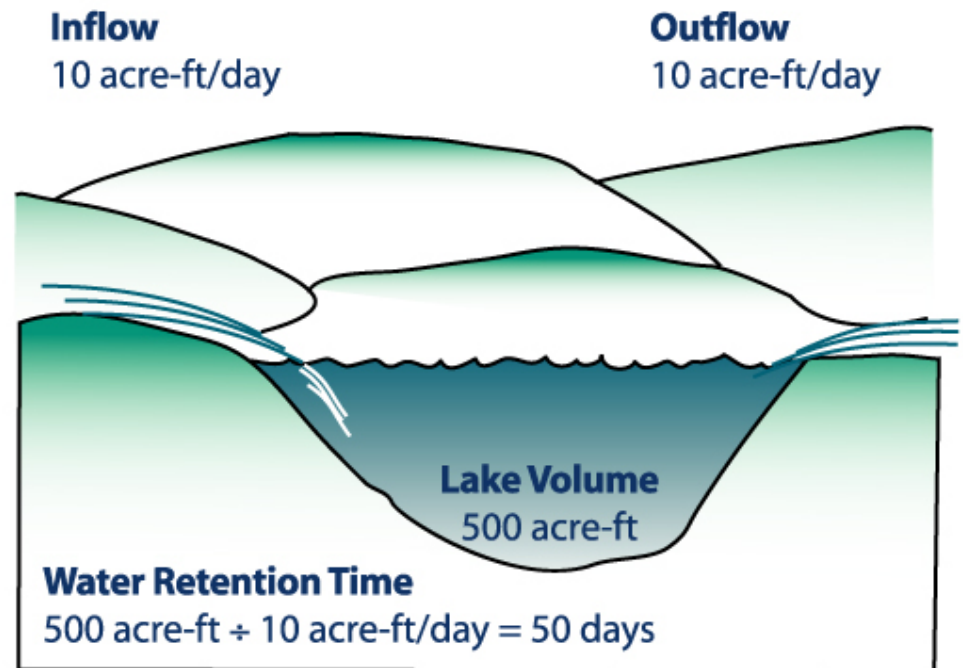 Inflow
10 acre-ft/day
Outflow
10 acre-ft/day
Lake Volume
500 acre-ft
Water Retention Time
500 acre-ft ÷ 10 acre-ft/day = 50 days